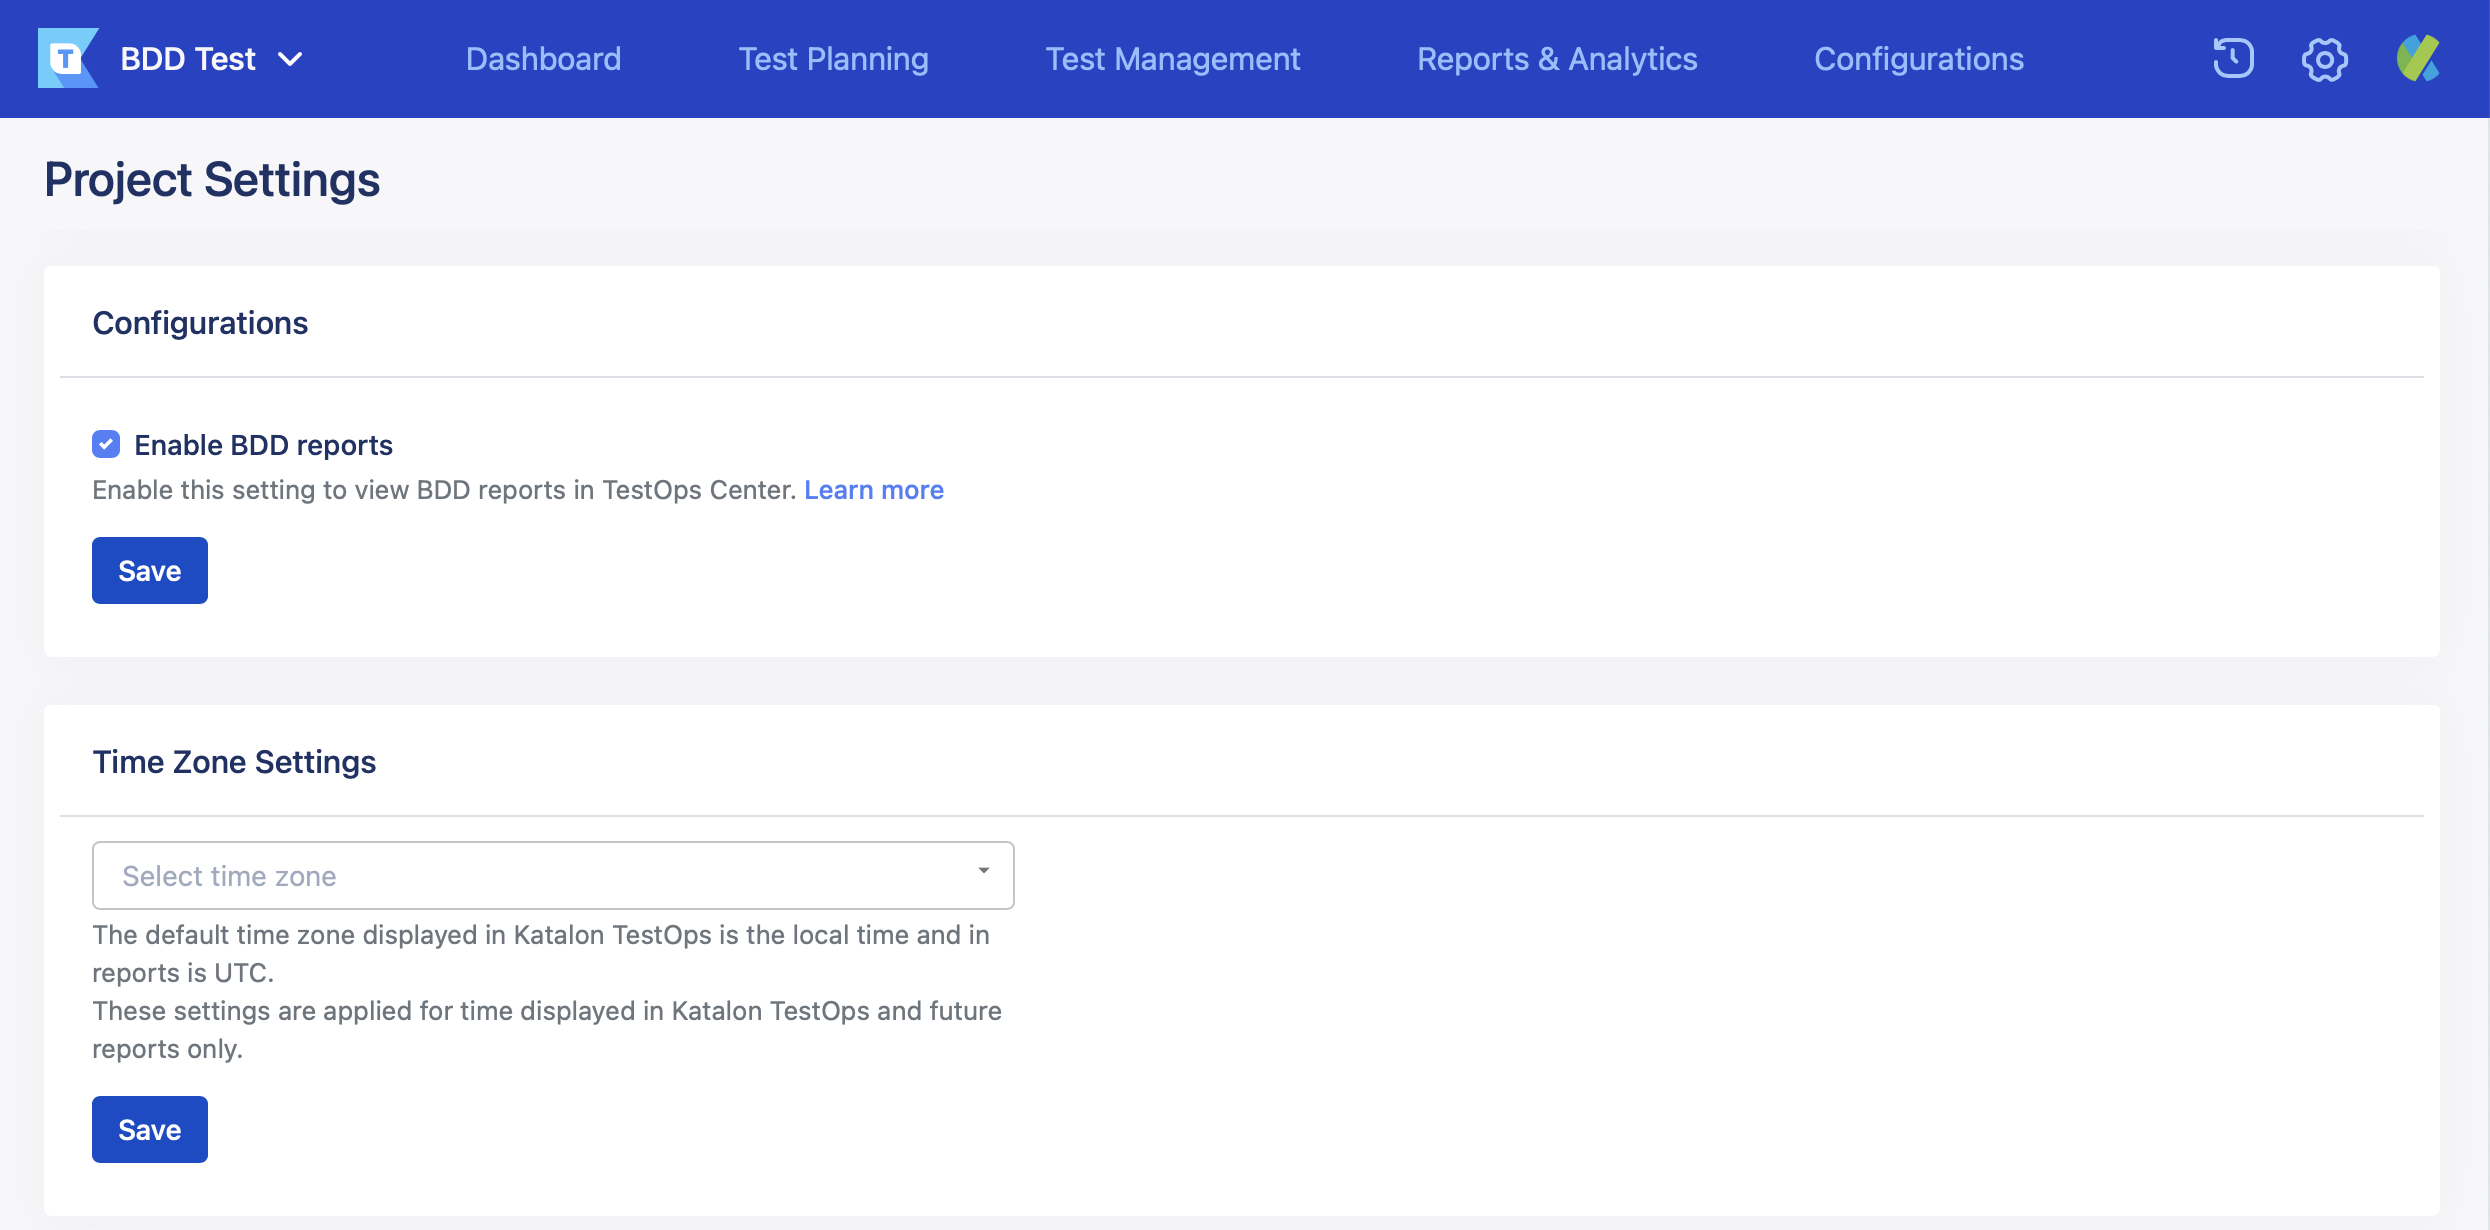 T
BDD Test
Dashboard
Test Planning
Test Management
Reports & Analytics
Configurations
Project Settings
Configurations
Enable BDD reports
Enable this setting to view BDD reports in TestOps Center. Learn more
Save
Time Zone Settings
Select time zone
The default time zone displayed in Katalon TestOps is the local time and in
reports is UTC.
These settings are applied for time displayed in Katalon TestOps and future
reports only.
Save